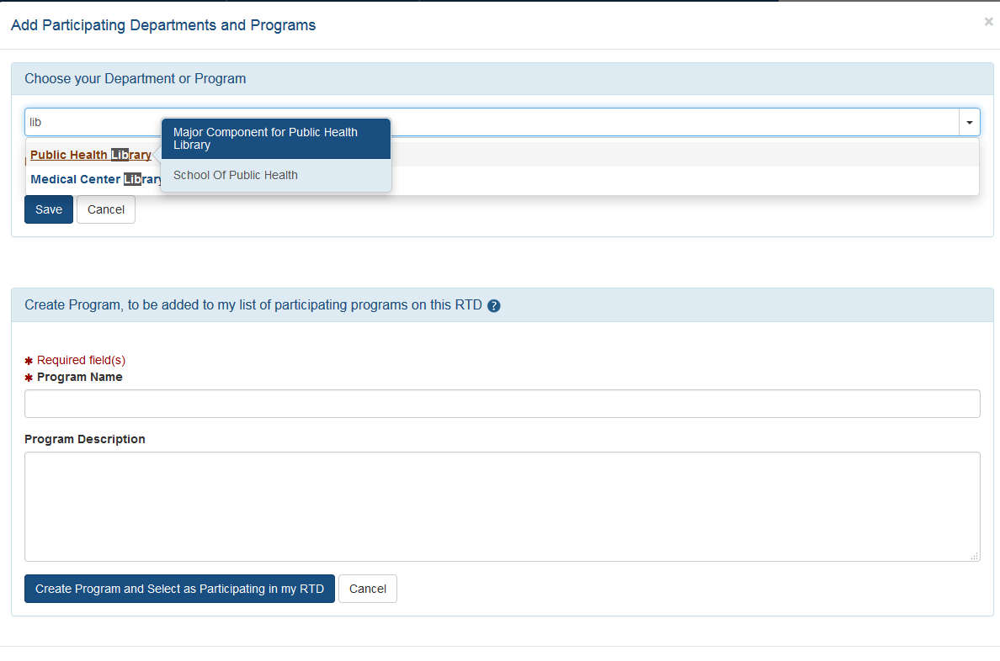 Add Participating Departments and Programs
×
Choose your Department or Program
lib
Major Component for Public Health
Library
Public Health Library
School Of Public Health
Medical Center Library
Save
Cancel
Create Program, to be added to my list of participating programs on this RTD ?
✱ Required field(s)
✱ Program Name
Program Description
Create Program and Select as Participating in my RTD
Cancel